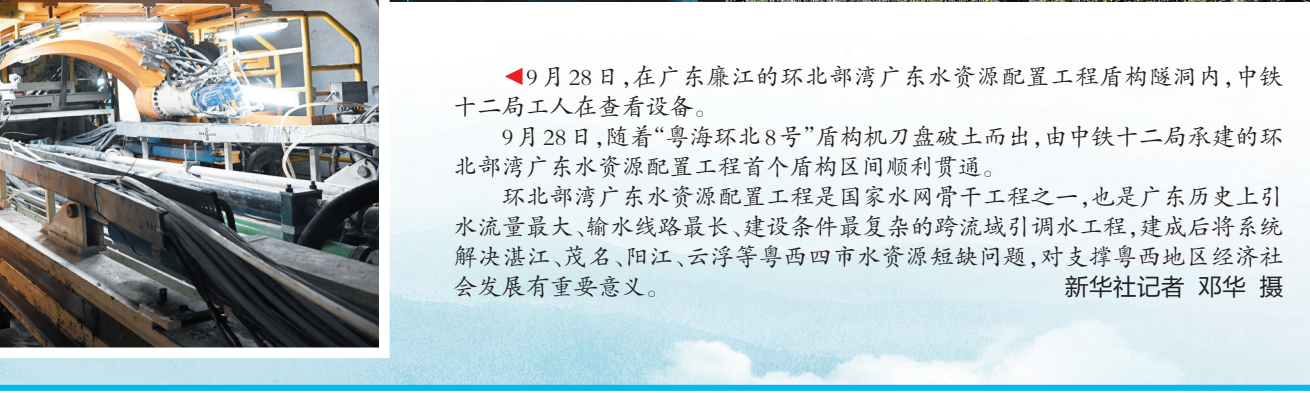 ◀9月28日,在广东廉江的环北部湾广东水资源配置工程盾构隧洞内,中铁
十二局工人在查看设备。
9月28日,随着“粤海环北8号”盾构机刀盘破土而出,由中铁十二局承建的环
北部湾广东水资源配置工程首个盾构区间顺利贯通。
环北部湾广东水资源配置工程是国家水网骨干工程之一,也是广东历史上引
水流量最大、输水线路最长、建设条件最复杂的跨流域引调水工程,建成后将系统
解决湛江、茂名、阳江、云浮等粤西四市水资源短缺问题,对支撑粤西地区经济社
会发展有重要意义。 新华社记者 邓华 摄